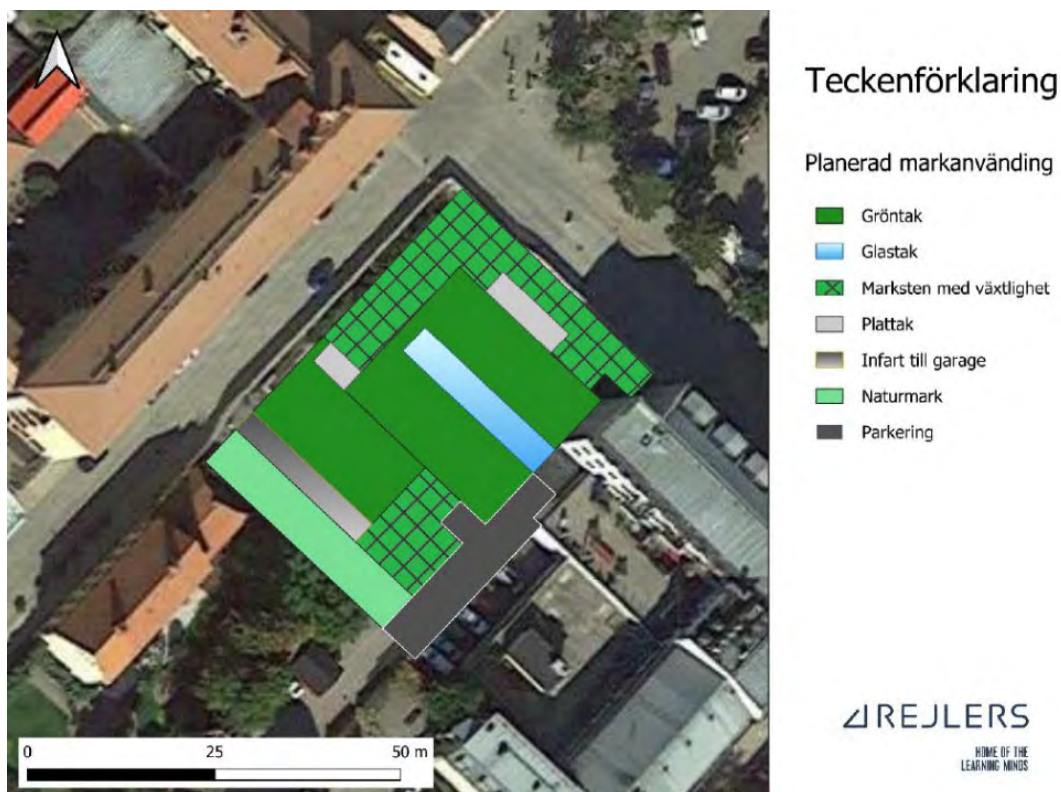 Teckenförklaring
Planerad markanvänding
Gröntak
Glastak
Marksten med växtlighet
Plattak
Infart till garage
Naturmark
Parkering
0 25 50 m
REJLERS
HOME OF THE
LEARNING MINDS